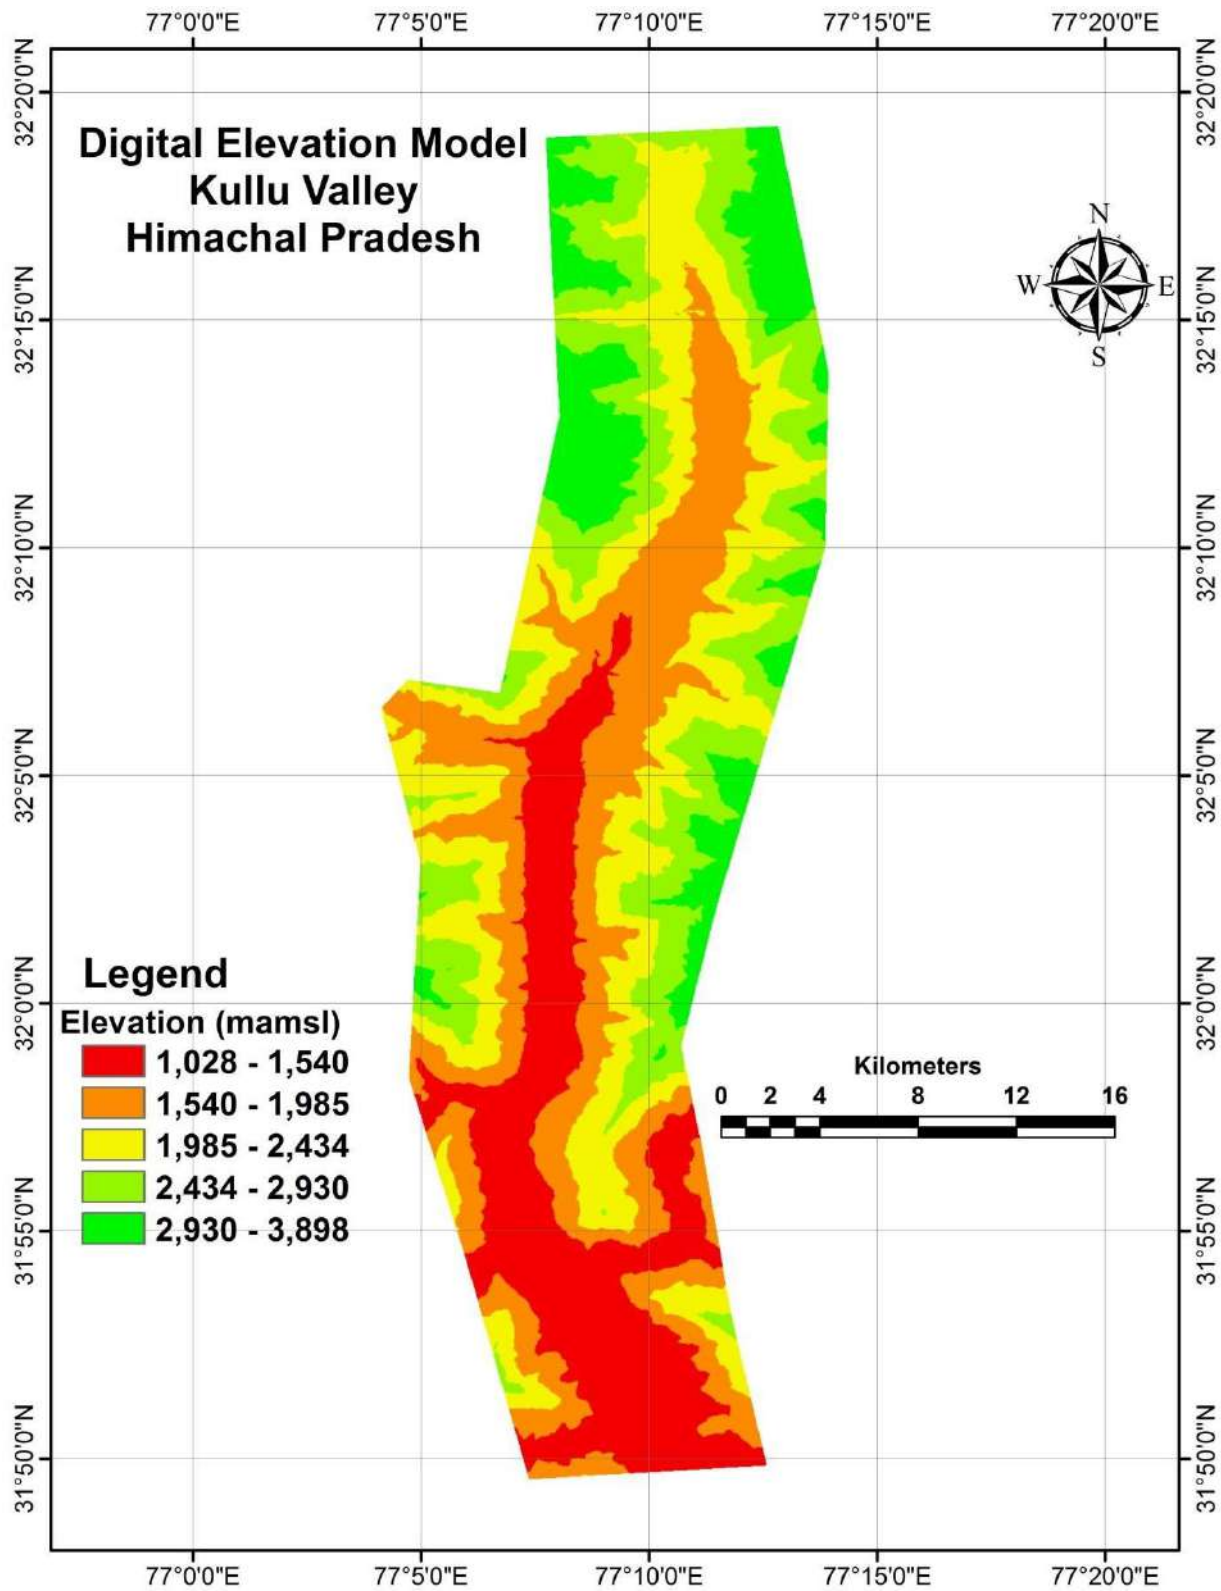 77°0'0"E 77°5'0"E 77°10'0"E 77°15'0"E 77°20'0"E
32°20'0"N 32°20'0"N
Digital Elevation Model
Kullu Valley
Himachal Pradesh
N
W E
S
32°15'0"N 32°15'0"N
32°10'0"N 32°10'0"N
32°5'0"N 32°5'0"N
Legend
32°0'0"N 32°0'0"N
Elevation (mamsl)
1,028 - 1,540
1,540 - 1,985
1,985 - 2,434
2,434 - 2,930
2,930 - 3,898
Kilometers
0 2 4 8 12 16
31°55'0"N 31°55'0"N
31°50'0"N 31°50'0"N
77°0'0"E 77°5'0"E 77°10'0"E 77°15'0"E 77°20'0"E